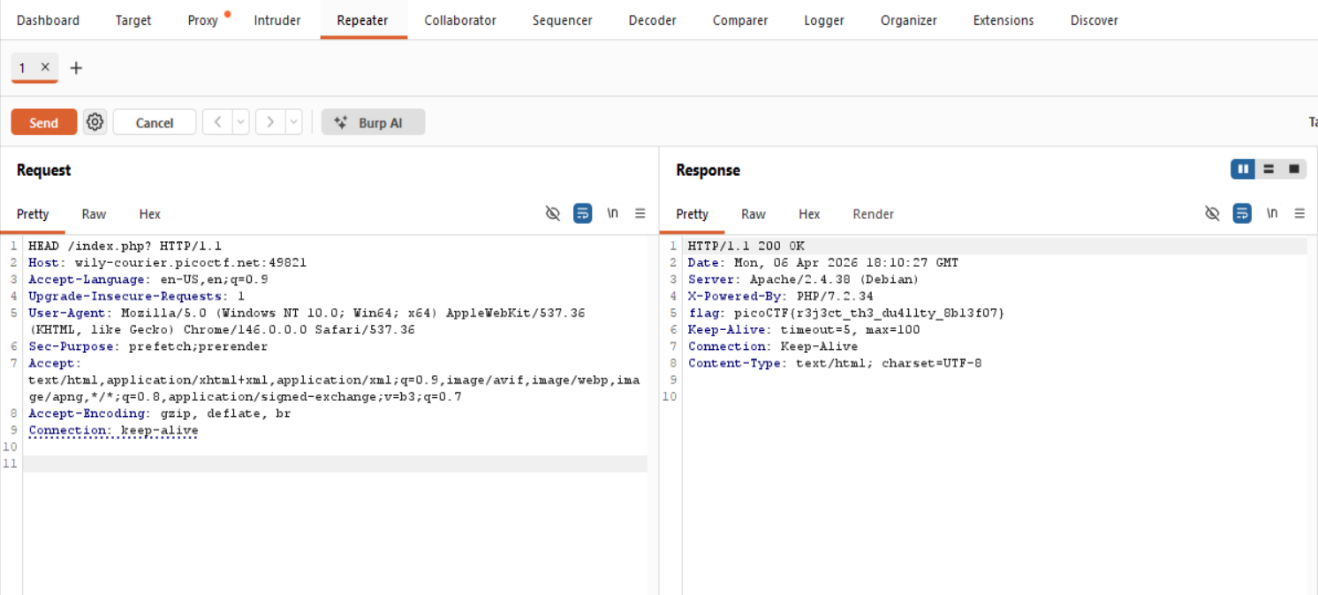 Dashboard Target Proxy Intruder Repeater Collaborator Sequencer Decoder Comparer Logger Organizer Extensions Discover
1 × +
Send Cancel < > Burp AI Ta
Request
Pretty Raw Hex \n
1 HEAD /index.php? HTTP/1.1
2 Host: wily-courier.picoctf.net:49821
3 Accept-Language: en-US,en;q=0.9
4 Upgrade-Insecure-Requests: 1
5 User-Agent: Mozilla/5.0 (Windows NT 10.0; Win64; x64) AppleWebKit/537.36
(KHTML, like Gecko) Chrome/146.0.0.0 Safari/537.36
6 Sec-Purpose: prefetch;prerender
7 Accept:
text/html,application/xhtml+xml,application/xml;q=0.9,image/avif,image/webp,ima
ge/apng,*/*;q=0.8,application/signed-exchange;v=b3;q=0.7
8 Accept-Encoding: gzip, deflate, br
9 Connection: keep-alive
10
11
Response
Pretty Raw Hex Render \n
1 HTTP/1.1 200 OK
2 Date: Mon, 06 Apr 2026 18:10:27 GMT
3 Server: Apache/2.4.38 (Debian)
4 X-Powered-By: PHP/7.2.34
5 flag: picoCTF{r3j3ct_th3_du4l1ty_8b13f07}
6 Keep-Alive: timeout=5, max=100
7 Connection: Keep-Alive
8 Content-Type: text/html; charset=UTF-8
9
10